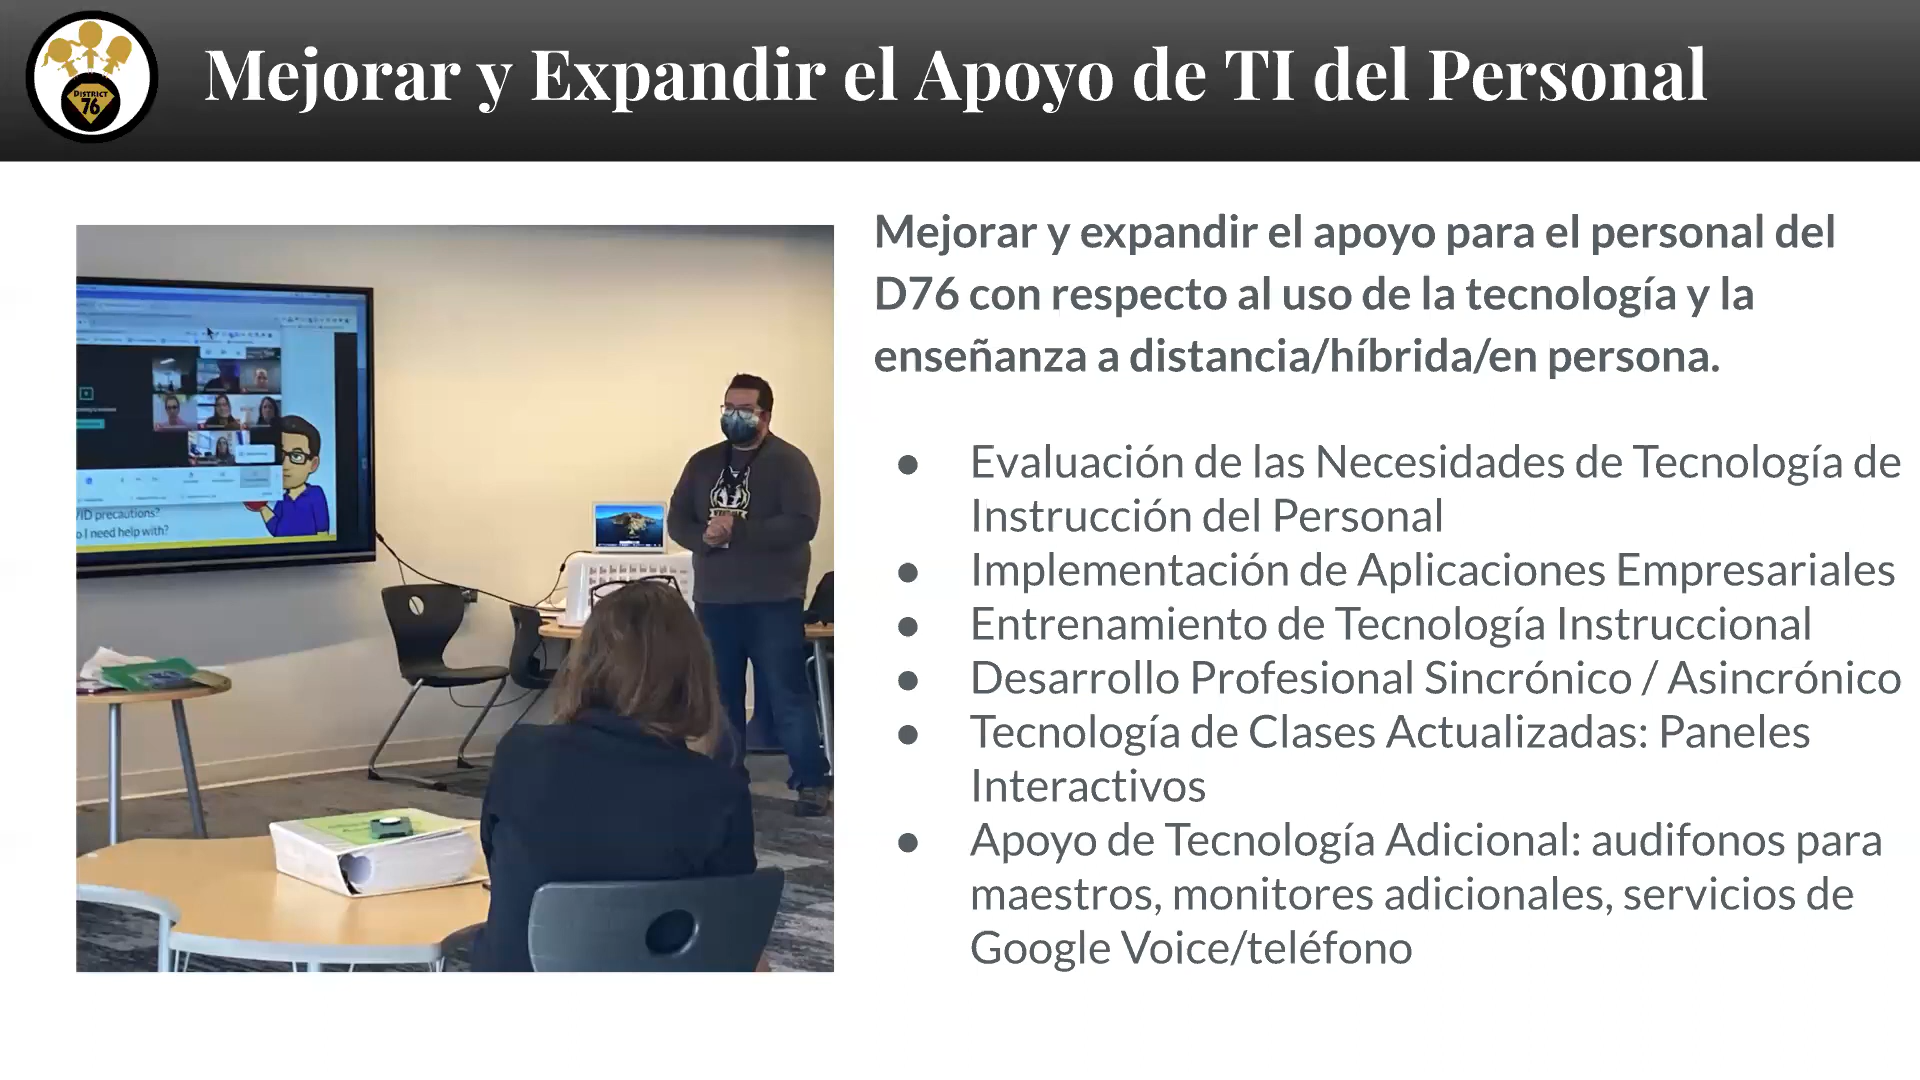 DISTRICT
76
Mejorar y Expandir el Apoyo de TI del Personal
Mejorar y expandir el apoyo para el personal del
D76 con respecto al uso de la tecnología y la
enseñanza a distancia/híbrida/en persona.
● Evaluación de las Necesidades de Tecnología de
Instrucción del Personal
● Implementación de Aplicaciones Empresariales
● Entrenamiento de Tecnología Instruccional
● Desarrollo Profesional Sincrónico / Asincrónico
● Tecnología de Clases Actualizadas: Paneles
Interactivos
● Apoyo de Tecnología Adicional: audifonos para
maestros, monitores adicionales, servicios de
Google Voice/teléfono
precautions?
I need help with?